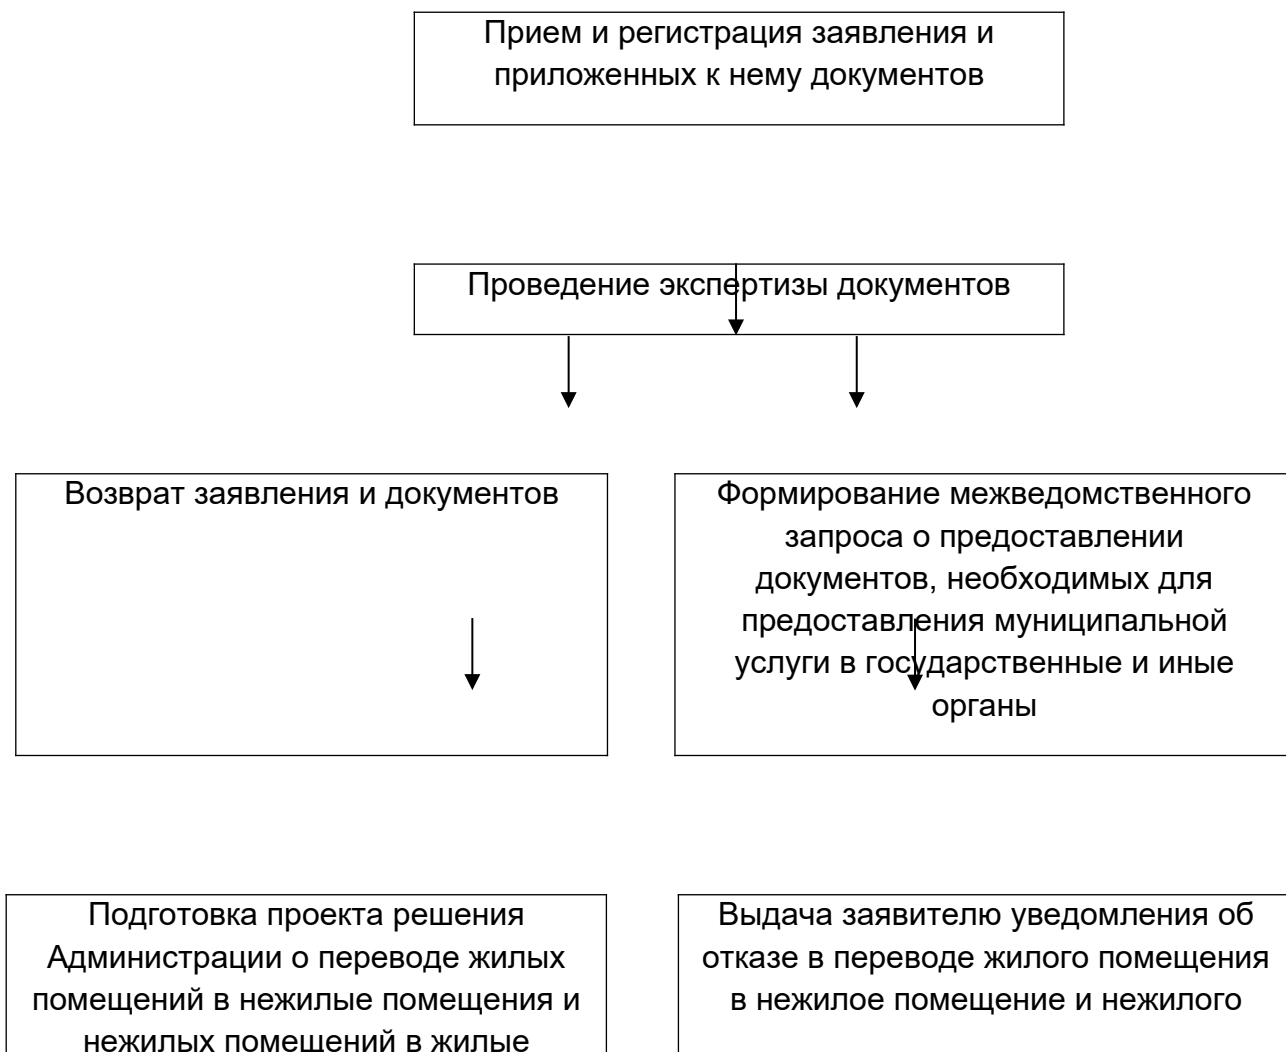 Прием и регистрация заявления и
приложенных к нему документов
Проведение экспертизы документов
Возврат заявления и документов
Формирование межведомственного
запроса о предоставлении
документов, необходимых для
предоставления муниципальной
услуги в государственные и иные
органы
Подготовка проекта решения
Администрации о переводе жилых
помещений в нежилые помещения и
нежилых помещений в жилые
Выдача заявителю уведомления об
отказе в переводе жилого помещения
в нежилое помещение и нежилого